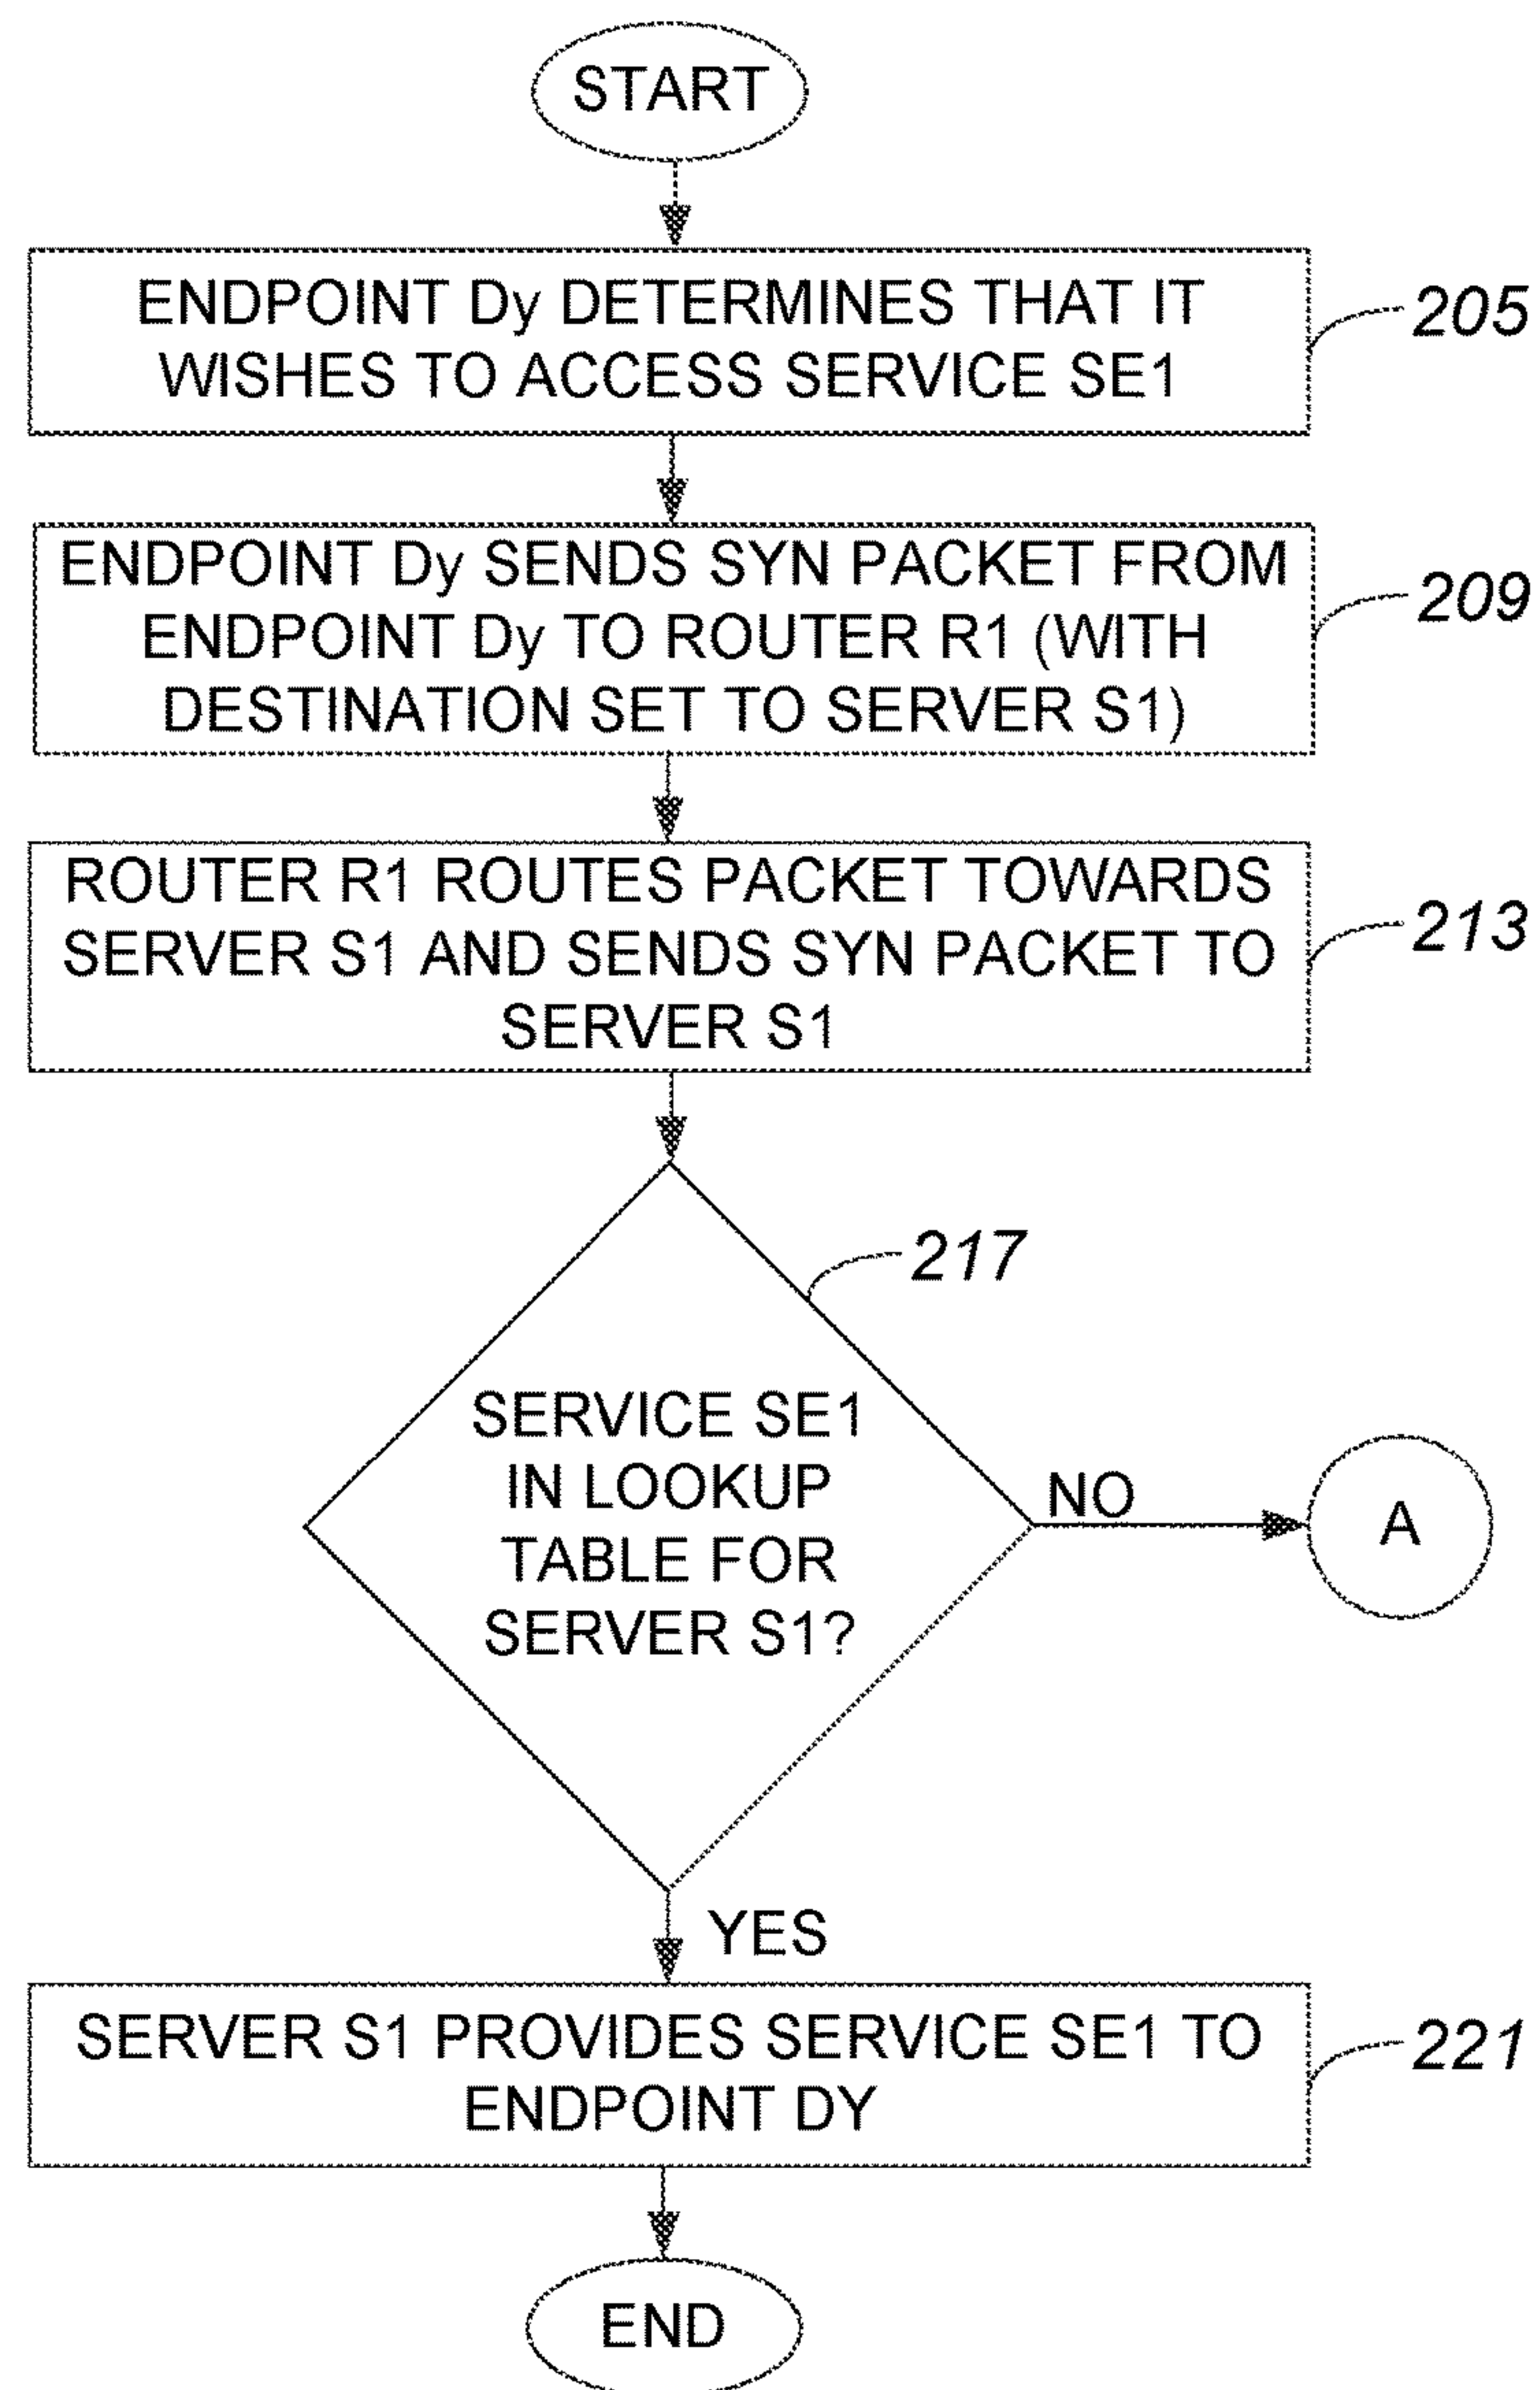 START
ENDPOINT Dy DETERMINES THAT IT
WISHES TO ACCESS SERVICE SE1
205
ENDPOINT Dy SENDS SYN PACKET FROM
ENDPOINT Dy TO ROUTER R1 (WITH
DESTINATION SET TO SERVER S1)
209
ROUTER R1 ROUTES PACKET TOWARDS
SERVER S1 AND SENDS SYN PACKET TO
SERVER S1
213
217
SERVICE SE1
IN LOOKUP
TABLE FOR
SERVER S1?
NO
A
YES
SERVER S1 PROVIDES SERVICE SE1 TO
ENDPOINT DY
221
END